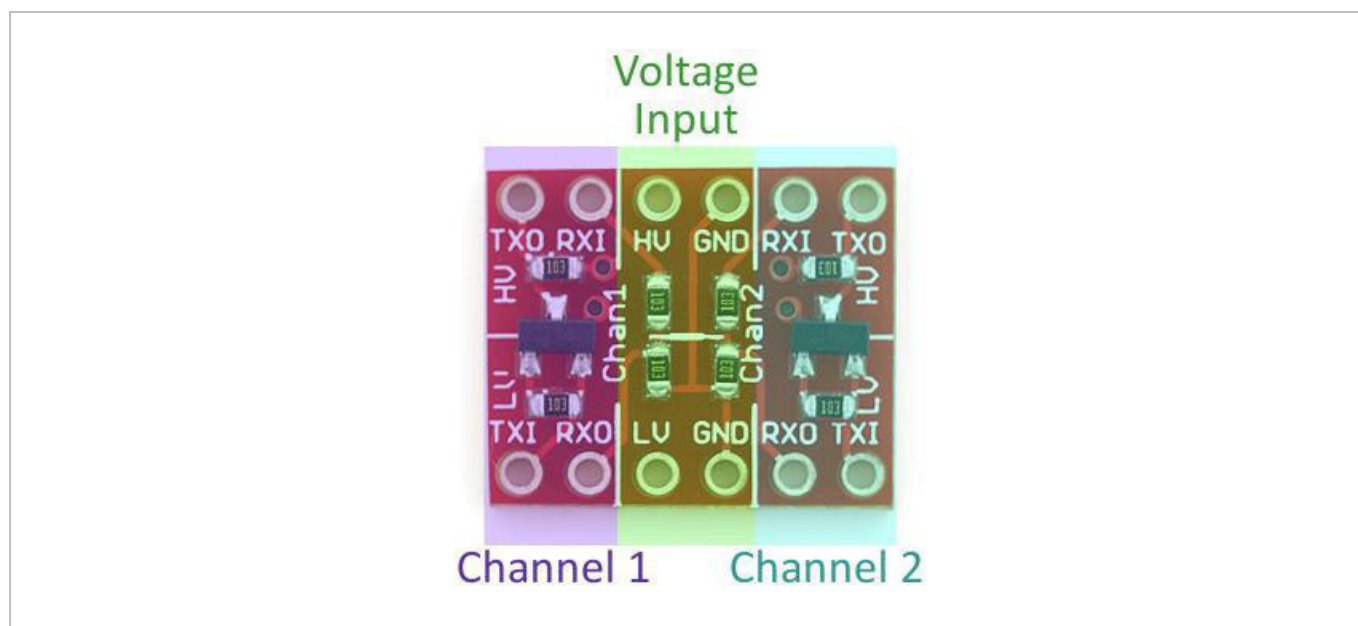 Voltage
Input
TXO RXI HV GND RXI TXO
HV 103 103 HV
103 103
Chan1 Chan2
103 103
LV 103 103 LV
TXI RXO LV GND RXO TXI
Channel 1 Channel 2